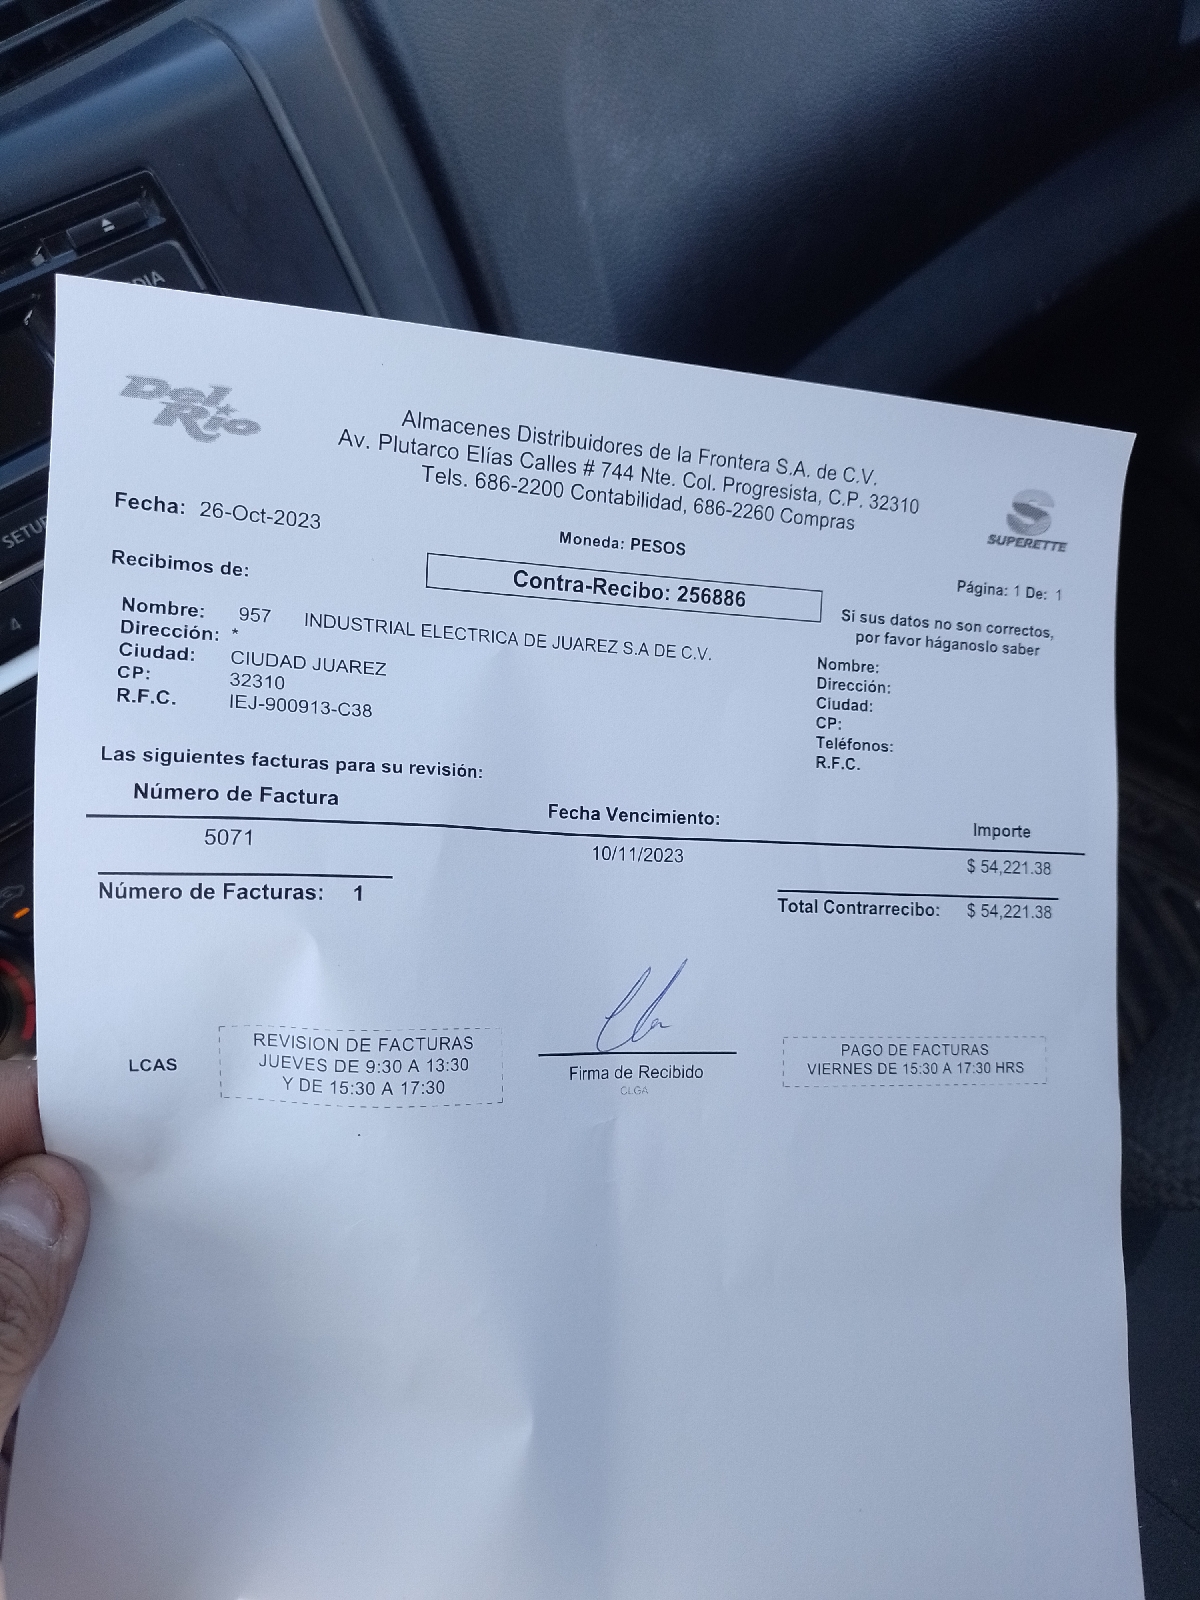 DIA
SETUP
Del Rio
Almacenes Distribuidores de la Frontera S.A. de C.V.
Av. Plutarco Elías Calles # 744 Nte. Col. Progresista, C.P. 32310
Tels. 686-2200 Contabilidad, 686-2260 Compras
SUPERETTE
Fecha: 26-Oct-2023
Moneda: PESOS
Página: 1 De: 1
Recibimos de:
Contra-Recibo: 256886
Si sus datos no son correctos,
por favor háganoslo saber
Nombre: 957 INDUSTRIAL ELECTRICA DE JUAREZ S.A DE C.V.
Dirección: *
Ciudad: CIUDAD JUAREZ
CP: 32310
R.F.C. IEJ-900913-C38
Nombre:
Dirección:
Ciudad:
CP:
Teléfonos:
R.F.C.
Las siguientes facturas para su revisión:
Número de Factura Fecha Vencimiento: Importe
5071 10/11/2023 $ 54,221.38
Número de Facturas: 1 Total Contrarrecibo: $ 54,221.38
LCAS
REVISION DE FACTURAS
JUEVES DE 9:30 A 13:30
Y DE 15:30 A 17:30
Firma de Recibido
CLGA
PAGO DE FACTURAS
VIERNES DE 15:30 A 17:30 HRS